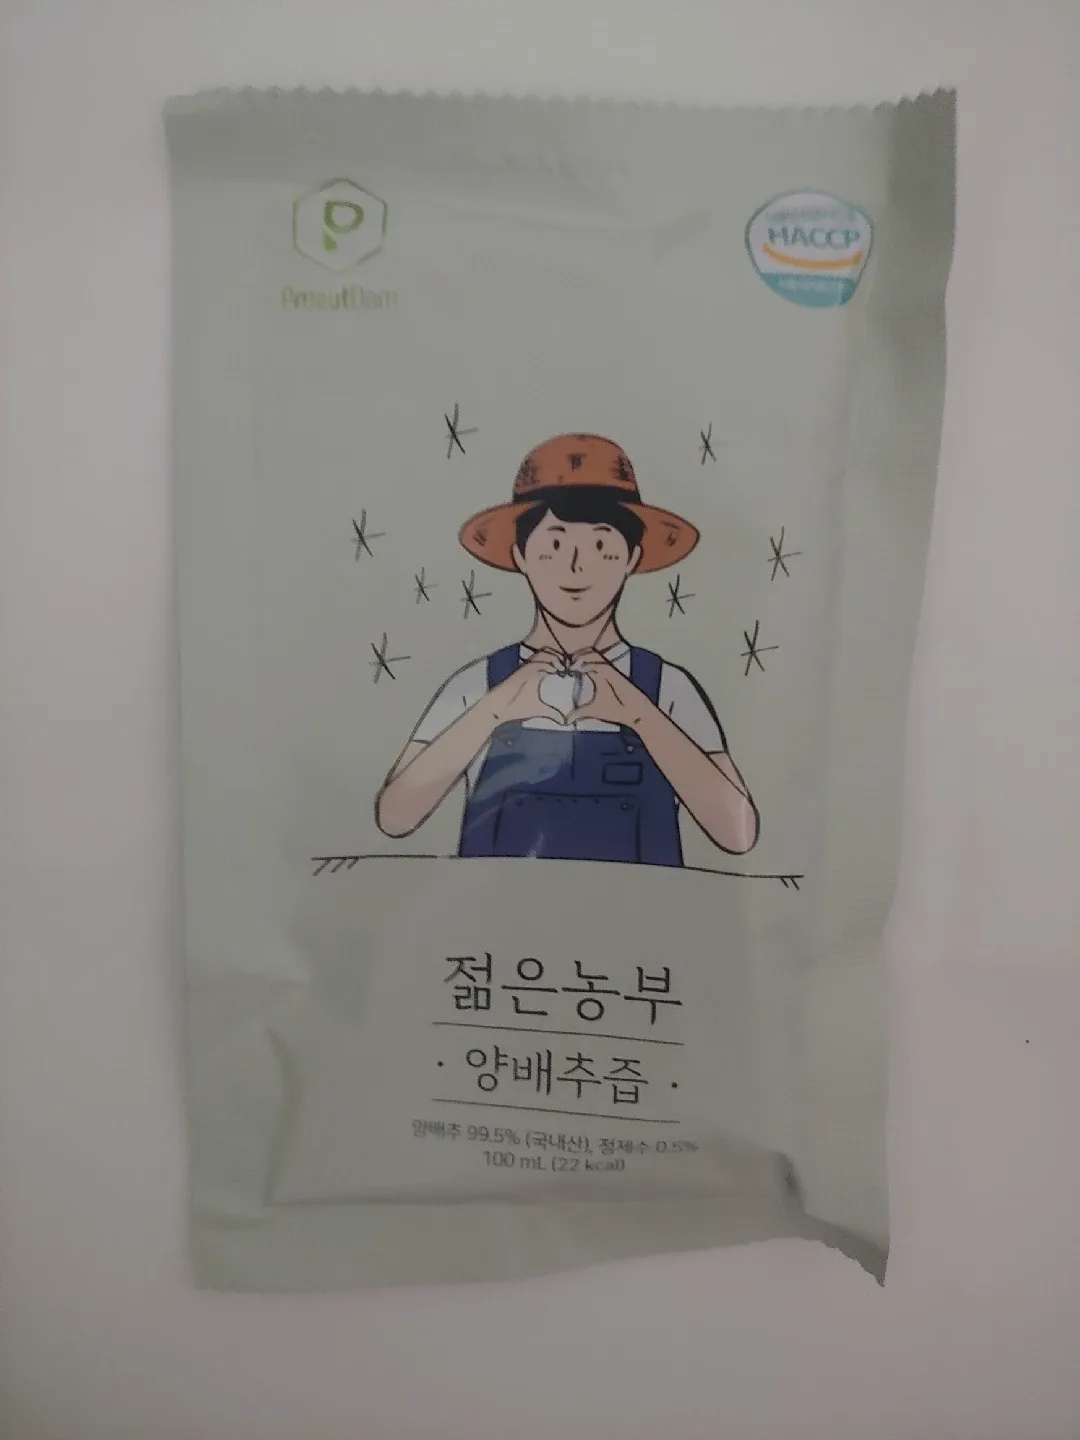 P
HACCP
젊은농부
· 양배추즙 ·
양배추 99.5% (국내산), 정제수 0.5%
100 mL (22 kcal)